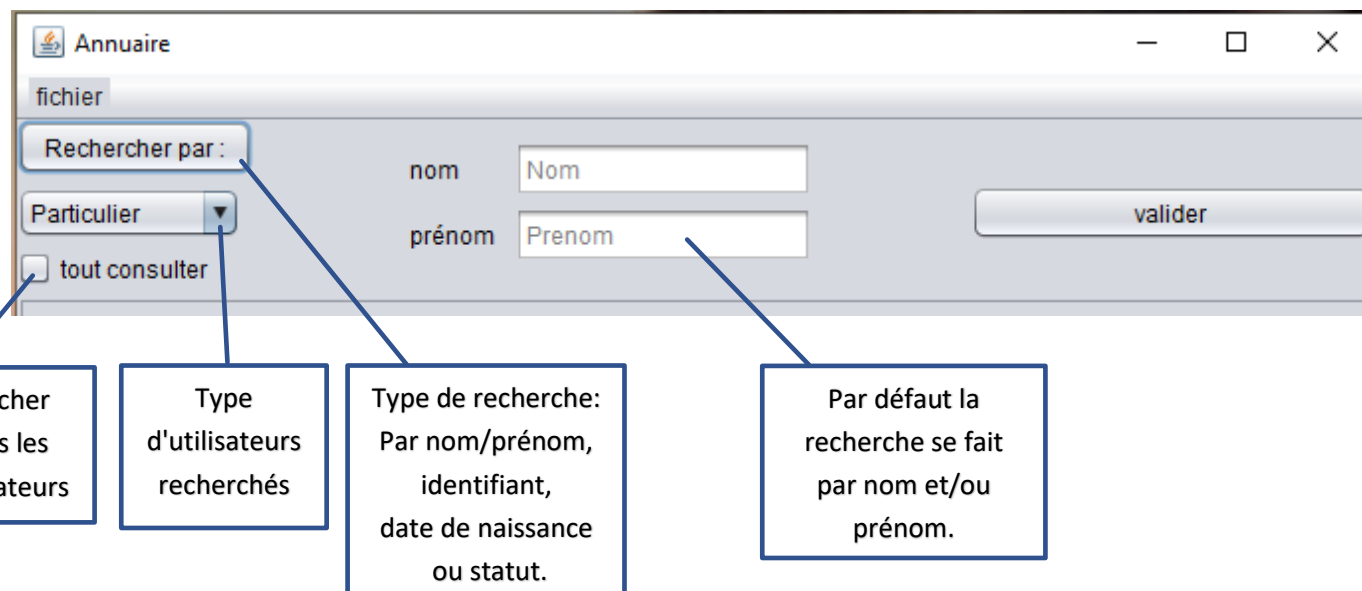 Annuaire
fichier
Rechercher par :
nom Nom
Particulier
valider
prénom Prenom
tout consulter
cher
s les
ateurs
Type
d'utilisateurs
recherchés
Type de recherche:
Par nom/prénom,
identifiant,
date de naissance
ou statut.
Par défaut la
recherche se fait
par nom et/ou
prénom.